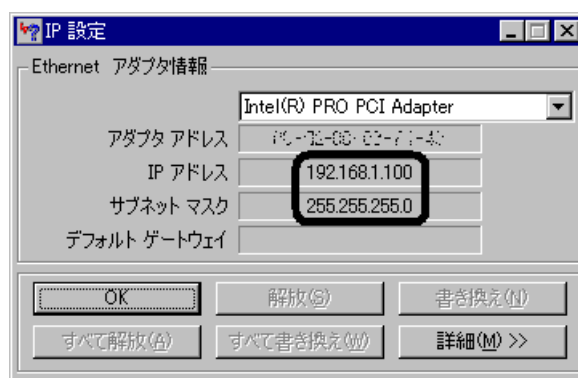 IP 設定
Ethernet アダプタ情報
Intel(R) PRO PCI Adapter
アダプタ アドレス
IP アドレス 192.168.1.100
サブネット マスク 255.255.255.0
デフォルト ゲートウェイ
OK 解放(S) 書き換え(N)
すべて解放(A) すべて書き換え(W) 詳細(M) >>